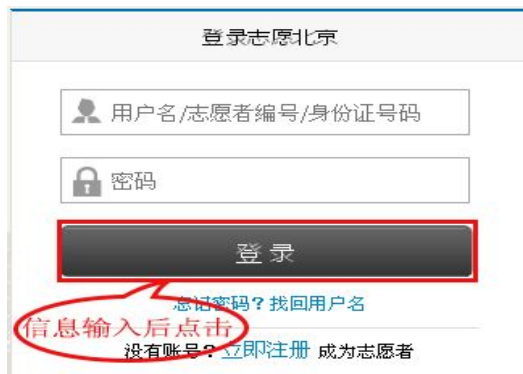 登录志愿北京
用户名/志愿者编号/身份证号码
密码
登录
忘记密码？找回用户名
信息输入后点击
没有账号？立即注册 成为志愿者